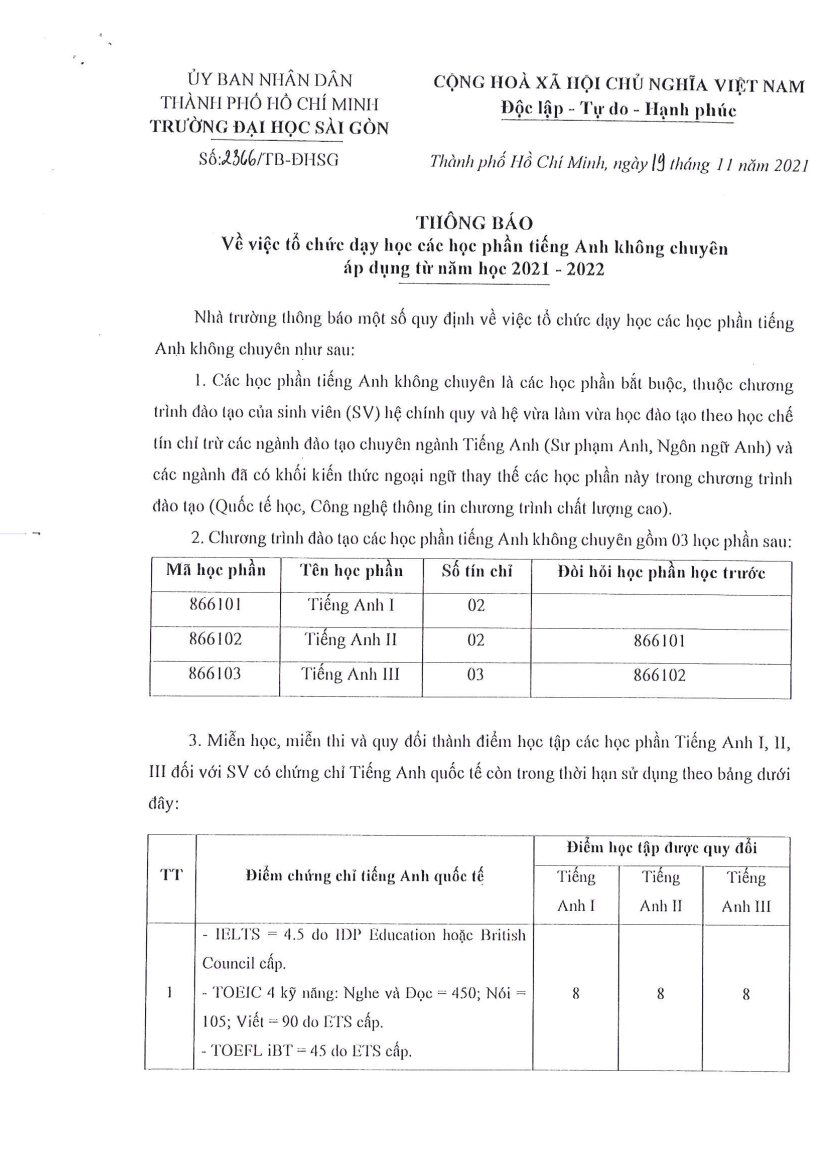 ỦY BAN NHÂN DÂN
THÀNH PHỐ HỒ CHÍ MINH
TRƯỜNG ĐẠI HỌC SÀI GÒN
Số:2366/TB-ĐHSG
CỘNG HOÀ XÃ HỘI CHỦ NGHĨA VIỆT NAM
Độc lập - Tự do - Hạnh phúc
Thành phố Hồ Chí Minh, ngày 19 tháng 11 năm 2021
THÔNG BÁO
Về việc tổ chức dạy học các học phần tiếng Anh không chuyên
áp dụng từ năm học 2021 - 2022
Nhà trường thông báo một số quy định về việc tổ chức dạy học các học phần tiếng
Anh không chuyên như sau:
1. Các học phần tiếng Anh không chuyên là các học phần bắt buộc, thuộc chương
trình đào tạo của sinh viên (SV) hệ chính quy và hệ vừa làm vừa học đào tạo theo học chế
tín chỉ trừ các ngành đào tạo chuyên ngành Tiếng Anh (Sư phạm Anh, Ngôn ngữ Anh) và
các ngành đã có khối kiến thức ngoại ngữ thay thế các học phần này trong chương trình
đào tạo (Quốc tế học, Công nghệ thông tin chương trình chất lượng cao).
2. Chương trình đào tạo các học phần tiếng Anh không chuyên gồm 03 học phần sau:
Mã học phần Tên học phần Số tín chỉ Đòi hỏi học phần học trước
866101 Tiếng Anh I 02
866102 Tiếng Anh II 02 866101
866103 Tiếng Anh III 03 866102
3. Miễn học, miễn thi và quy đổi thành điểm học tập các học phần Tiếng Anh I, II,
III đối với SV có chứng chỉ Tiếng Anh quốc tế còn trong thời hạn sử dụng theo bảng dưới
đây:
TT Điểm chứng chỉ tiếng Anh quốc tế Điểm học tập được quy đổi
Tiếng Anh I Tiếng Anh II Tiếng Anh III
- IELTS = 4.5 do IDP Education hoặc British
Council cấp.
1 - TOEIC 4 kỹ năng: Nghe và Đọc = 450; Nói = 8 8 8
105; Viết = 90 do ETS cấp.
- TOEFL iBT = 45 do ETS cấp.